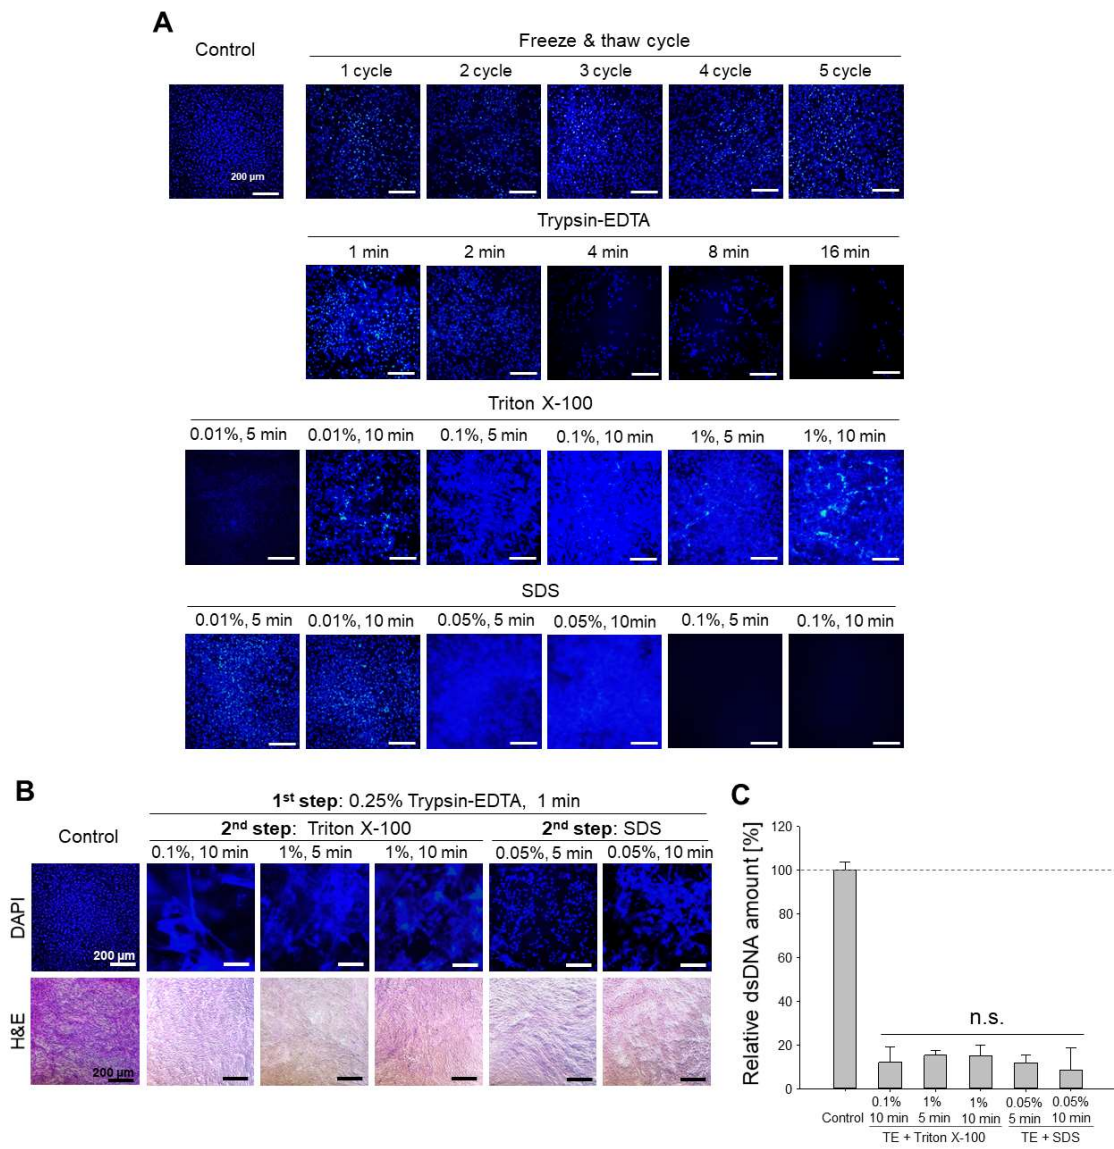 A
Control
Freeze & thaw cycle
1 cycle 2 cycle 3 cycle 4 cycle 5 cycle
200 µm
Trypsin-EDTA
1 min 2 min 4 min 8 min 16 min
Triton X-100
0.01%, 5 min 0.01%, 10 min 0.1%, 5 min 0.1%, 10 min 1%, 5 min 1%, 10 min
SDS
0.01%, 5 min 0.01%, 10 min 0.05%, 5 min 0.05%, 10min 0.1%, 5 min 0.1%, 10 min
B
1st step: 0.25% Trypsin-EDTA, 1 min
Control
2nd step: Triton X-100 2nd step: SDS
0.1%, 10 min 1%, 5 min 1%, 10 min 0.05%, 5 min 0.05%, 10 min
DAPI
200 µm
H&E
200 µm
C
Relative dsDNA amount [%]
120
100
80
60
40
20
0
n.s.
Control
0.1% 1% 1% 0.05% 0.05%
10 min 5 min 10 min 5 min 10 min
TE + Triton X-100 TE + SDS